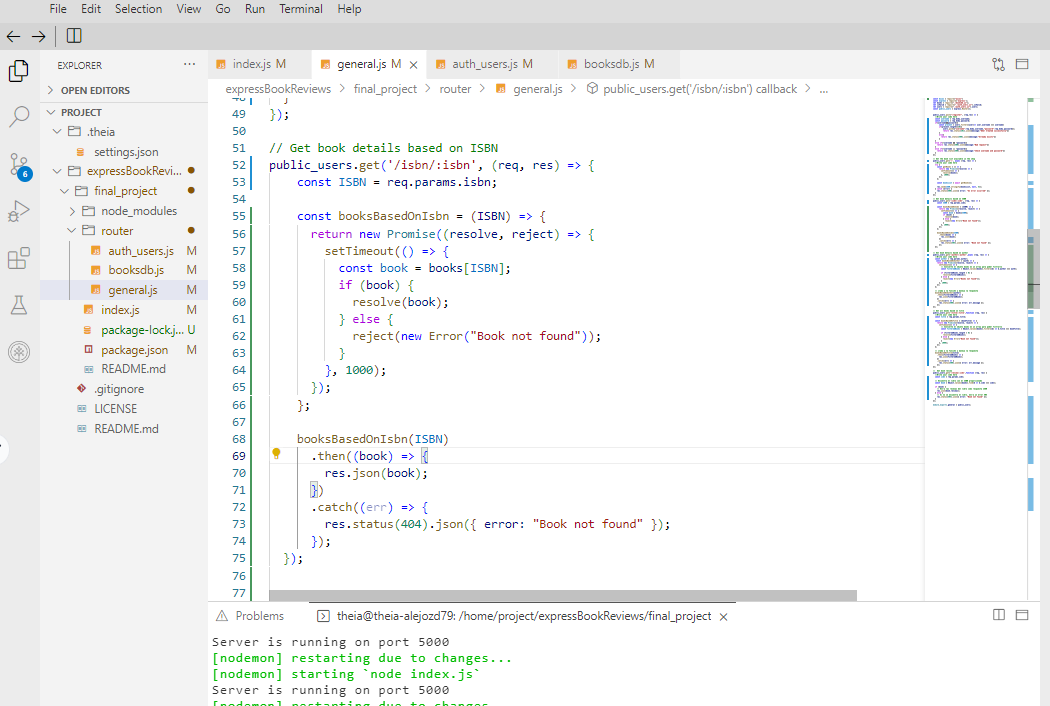 File Edit Selection View Go Run Terminal Help
EXPLORER ...
OPEN EDITORS
PROJECT
.theia
settings.json
expressBookRevi...
final_project
node_modules
router
auth_users.js M
booksdb.js M
general.js M
index.js M
package-lock.j... U
package.json M
README.md
.gitignore
LICENSE
README.md
6
index.js M general.js M auth_users.js M booksdb.js M
expressBookReviews > final_project > router > general.js > public_users.get('/isbn/:isbn') callback > ...
48 }
49 });
50
51 // Get book details based on ISBN
52 public_users.get('/isbn/:isbn', (req, res) => {
53 const ISBN = req.params.isbn;
54
55 const booksBasedOnIsbn = (ISBN) => {
56 return new Promise((resolve, reject) => {
57 setTimeout(() => {
58 const book = books[ISBN];
59 if (book) {
60 resolve(book);
61 } else {
62 reject(new Error("Book not found"));
63 }
64 }, 1000);
65 });
66 };
67
68 booksBasedOnIsbn(ISBN)
69 .then((book) => {
70 res.json(book);
71 })
72 .catch((err) => {
73 res.status(404).json({ error: "Book not found" });
74 });
75 });
76
77
Problems theia@theia-alejozd79: /home/project/expressBookReviews/final_project
Server is running on port 5000
[nodemon] restarting due to changes...
[nodemon] starting `node index.js`
Server is running on port 5000
[nodemon] restarting due to changes...